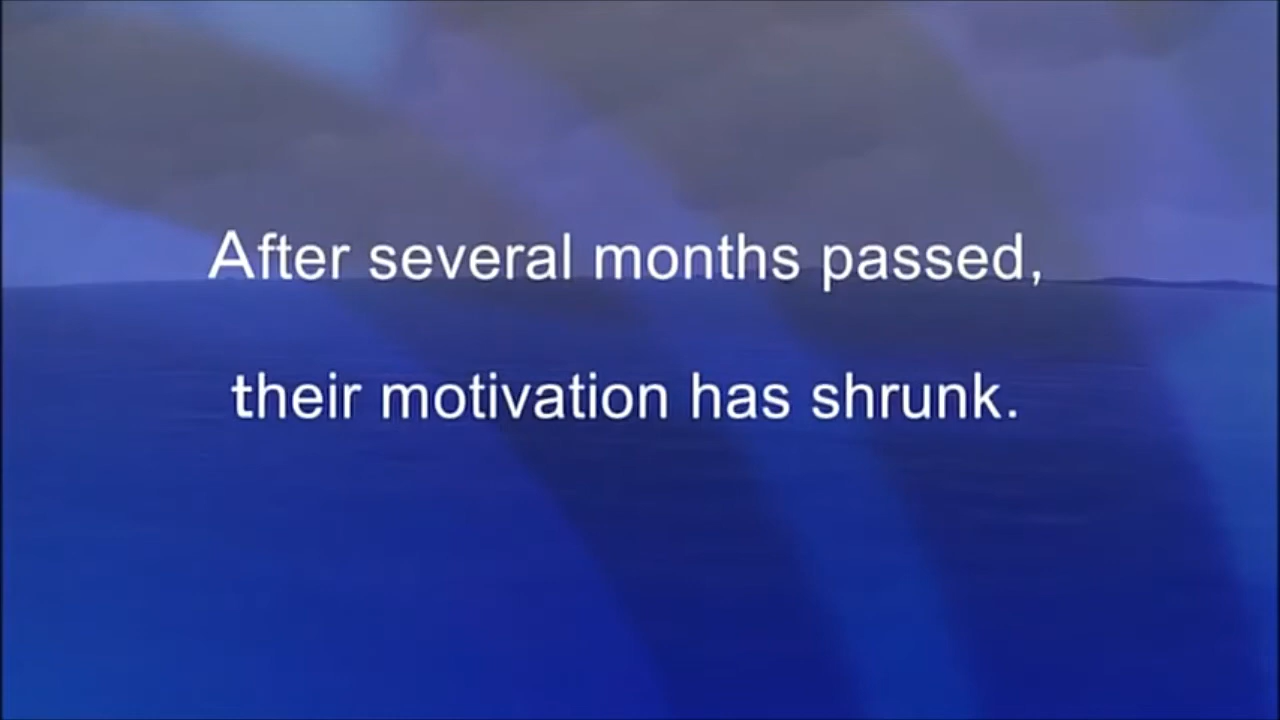 After several months passed,
their motivation has shrunk.